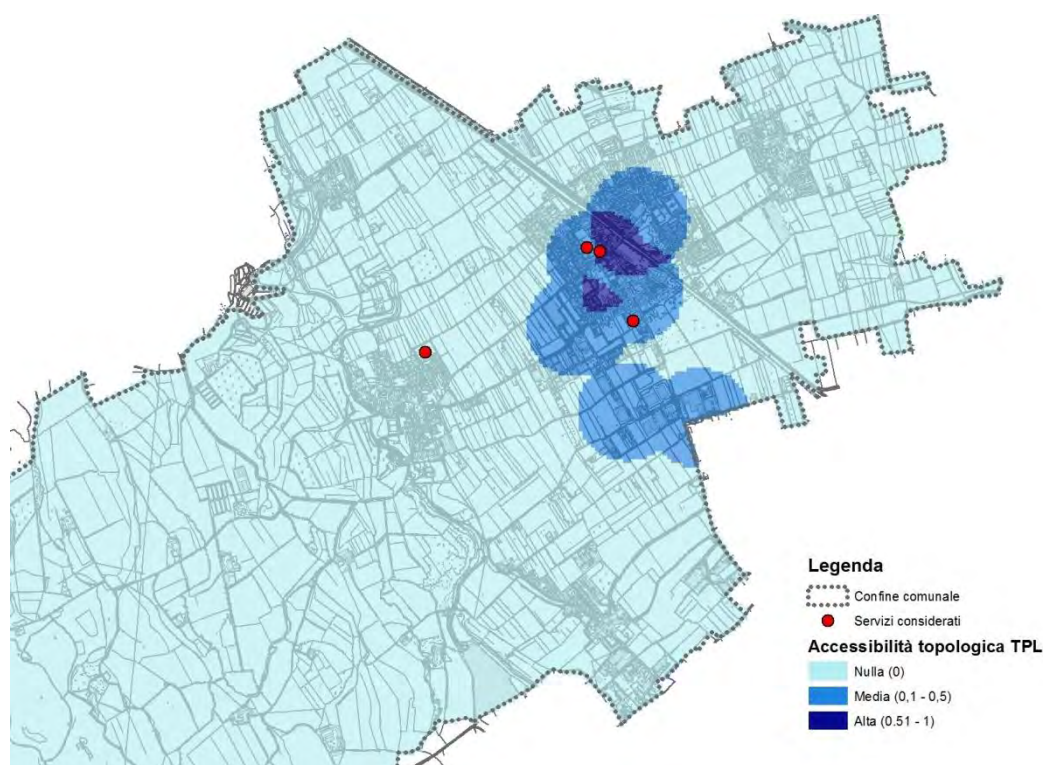 Legenda
Confine comunale
Servizi considerati
Accessibilità topologica TPL
Nulla (0)
Media (0,1 - 0,5)
Alta (0.51 - 1)